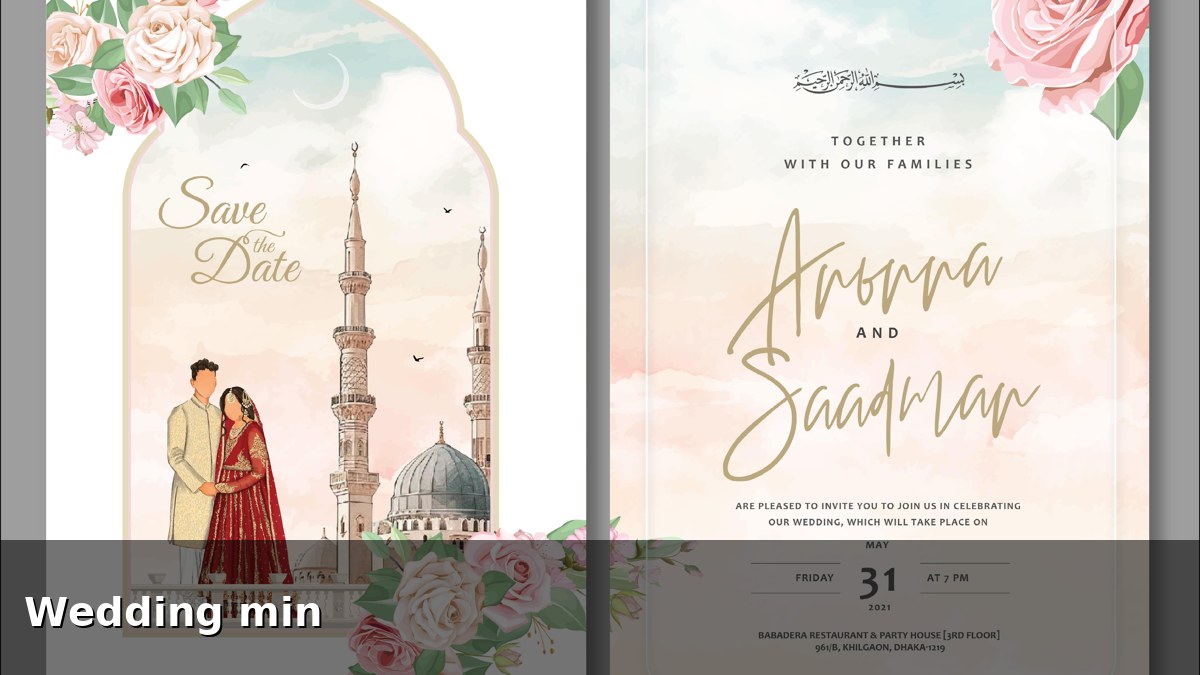 Save
the
Date
بسم الله الرحمن الرحيم
TOGETHER
WITH OUR FAMILIES
Anonna
AND
Saadman
ARE PLEASED TO INVITE YOU TO JOIN US IN CELEBRATING
OUR WEDDING, WHICH WILL TAKE PLACE ON
MAY
FRIDAY 31 AT 7 PM
2021
BABADERA RESTAURANT & PARTY HOUSE [3RD FLOOR]
961/B, KHILGAON, DHAKA-1219
Wedding min